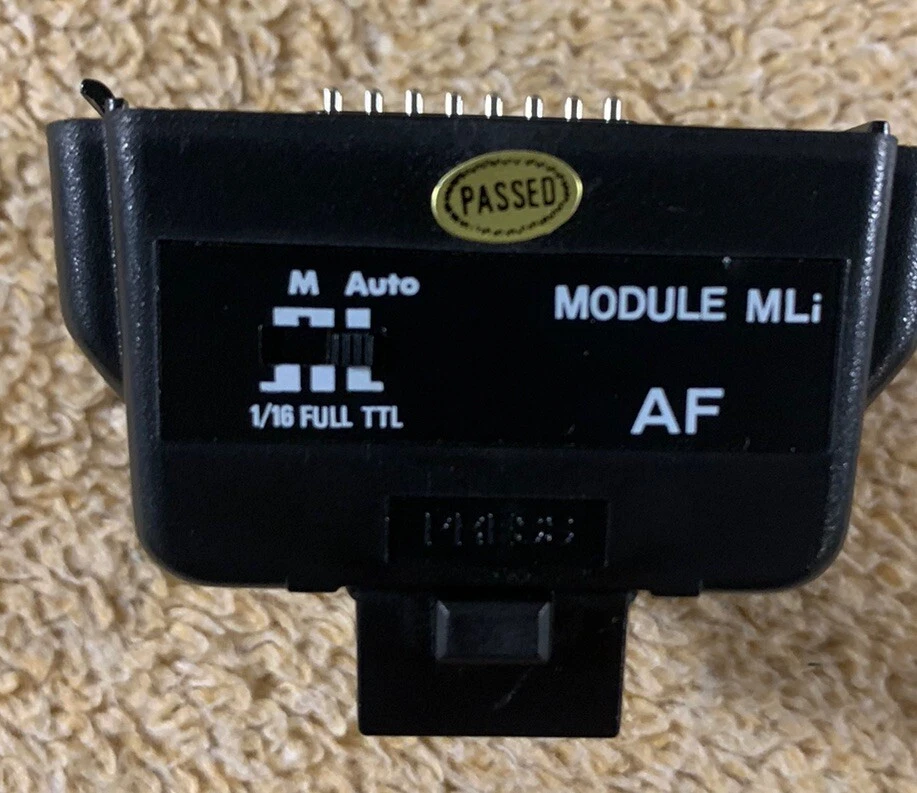 PASSED
M Auto
MODULE MLi
1/16 FULL TTL
AF